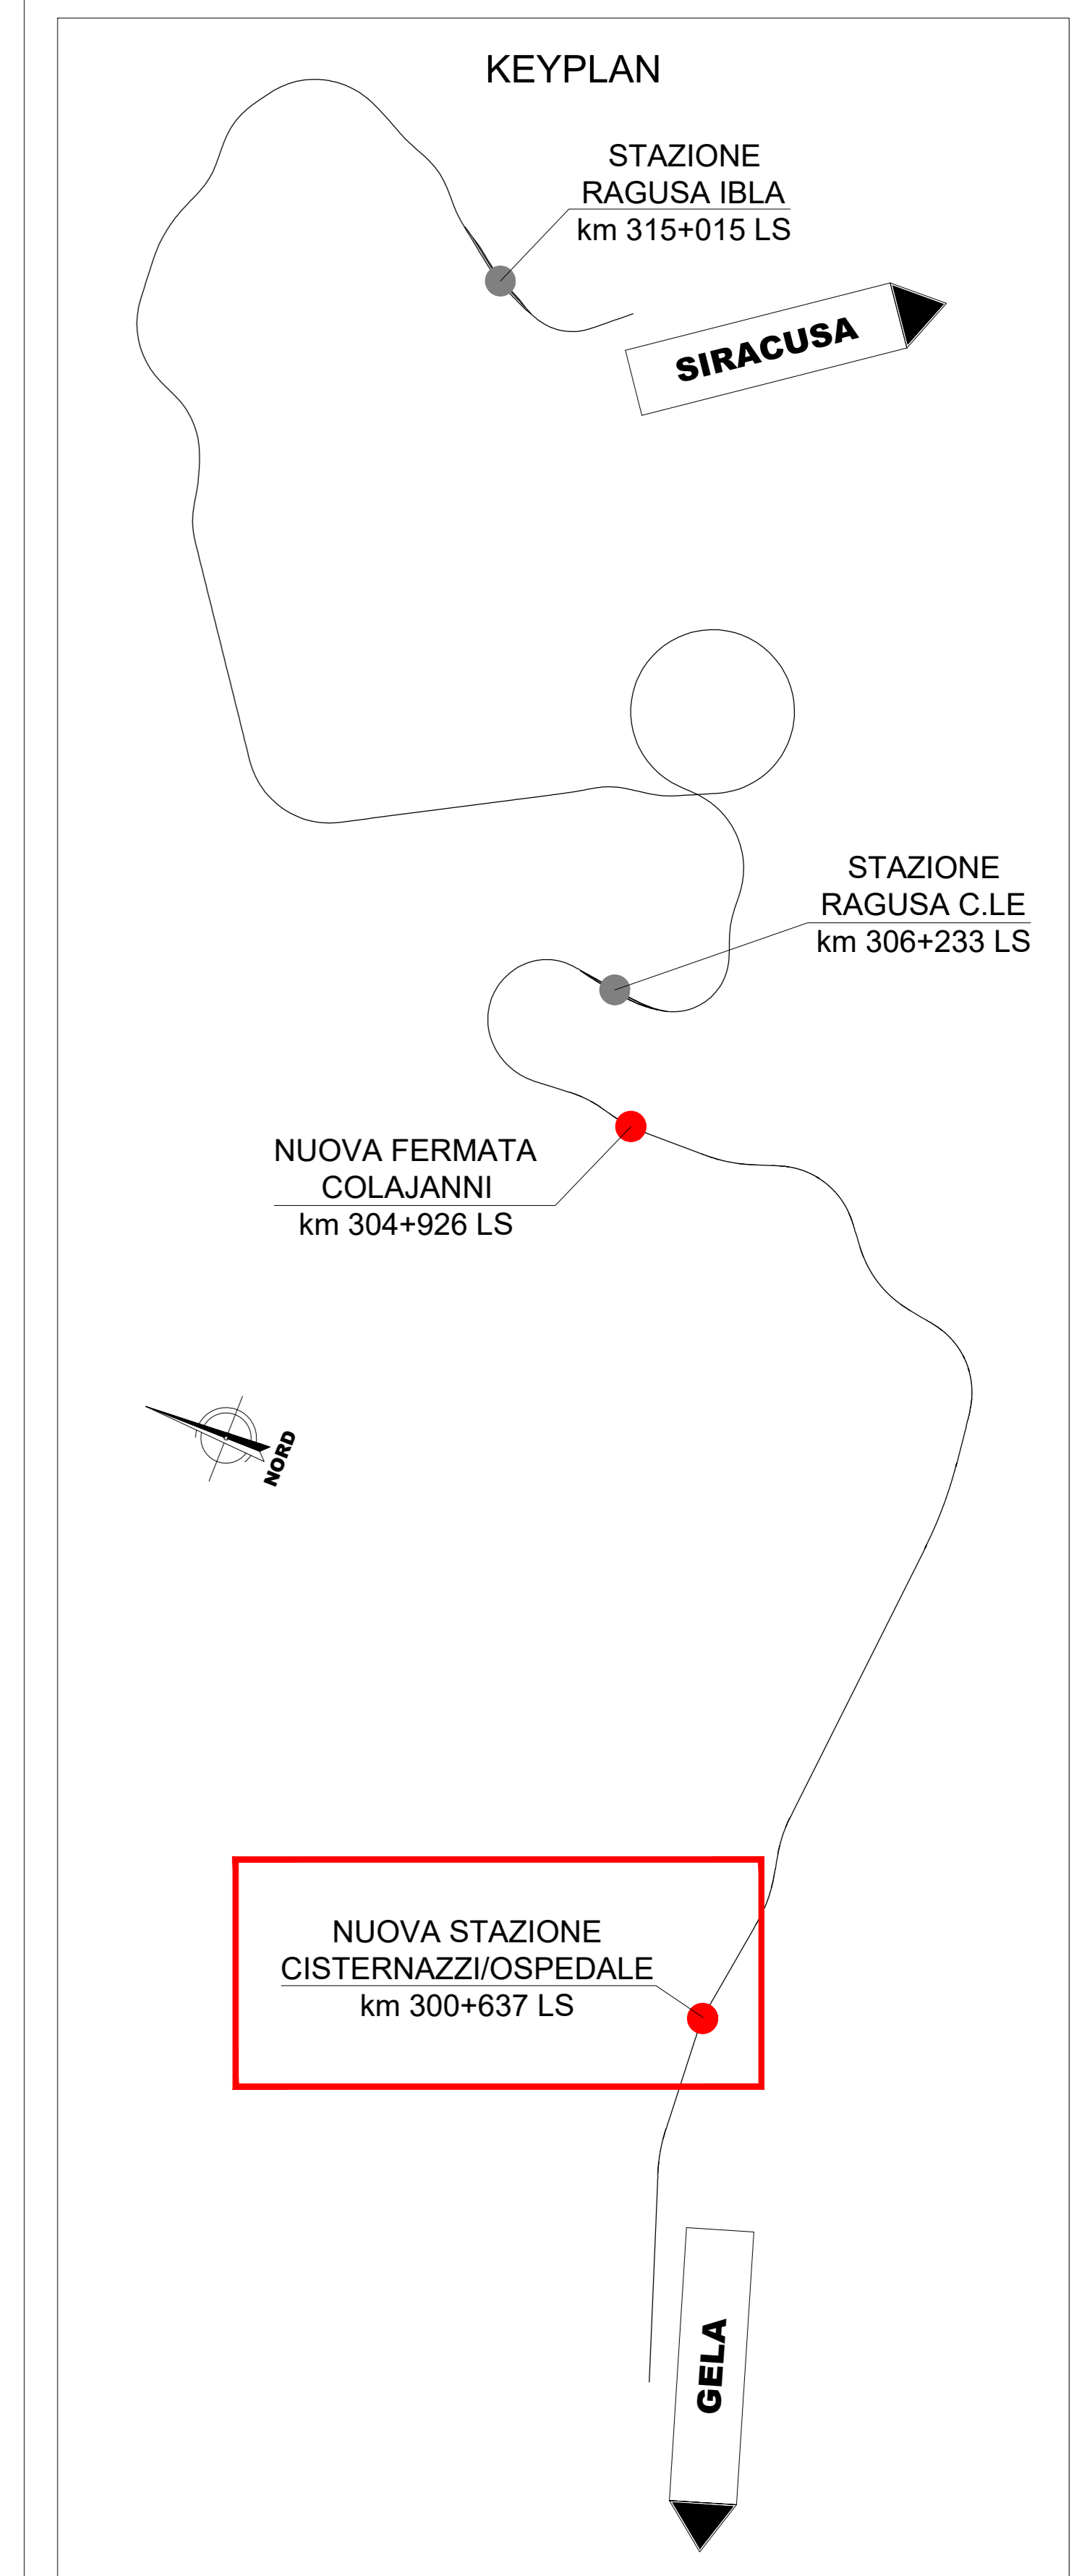 KEYPLAN
STAZIONE
RAGUSA IBLA
km 315+015 LS
SIRACUSA
STAZIONE
RAGUSA C.LE
km 306+233 LS
NUOVA FERMATA
COLAJANNI
km 304+926 LS
NORD
NUOVA STAZIONE
CISTERNAZZI/OSPEDALE
km 300+637 LS
GELA